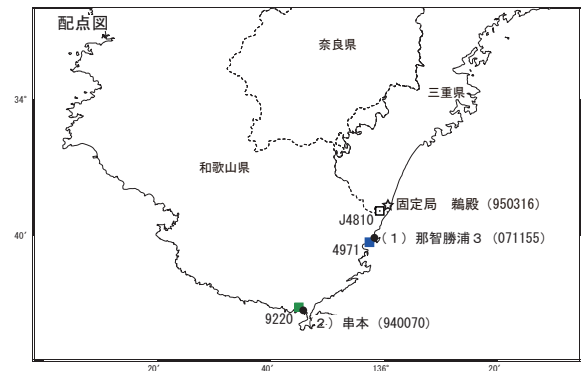 配点図
奈良県
34°
三重県
和歌山県
固定局 鵜殿（950316）
J4810
40′
（１）那智勝浦３（071155）
4971
9220
２）串本（940070）
20′
40′
136°
20′